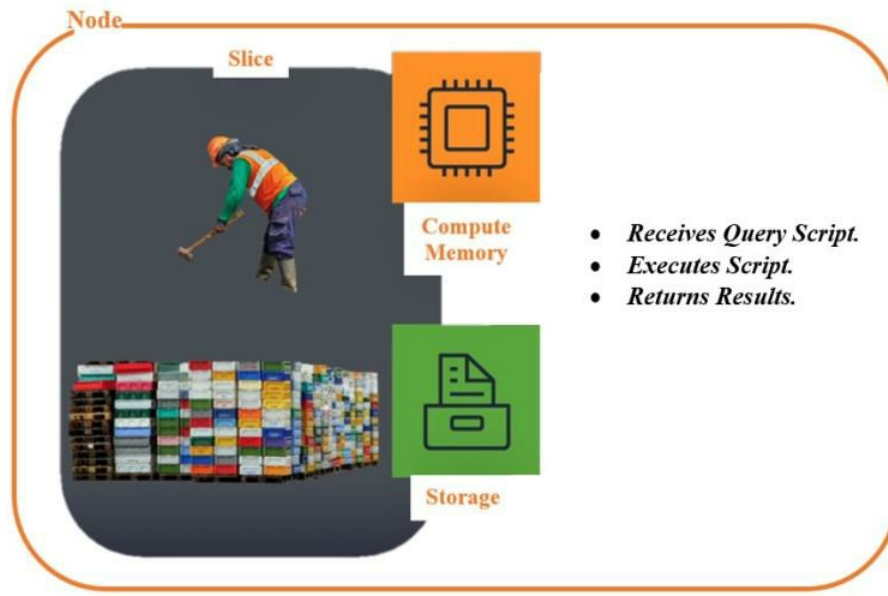 Node
Slice
Compute
Memory
• Receives Query Script.
• Executes Script.
• Returns Results.
Storage